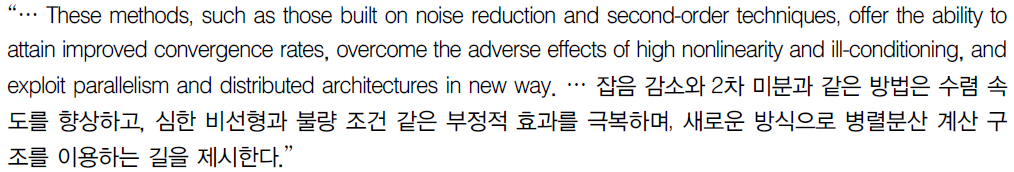 “⋯ These methods, such as those built on noise reduction and second-order techniques, offer the ability to
attain improved convergence rates, overcome the adverse effects of high nonlinearity and ill-conditioning, and
exploit parallelism and distributed architectures in new way. ⋯ 잡음 감소와 2차 미분과 같은 방법은 수렴 속
도를 향상하고, 심한 비선형과 불량 조건 같은 부정적 효과를 극복하며, 새로운 방식으로 병렬분산 계산 구
조를 이용하는 길을 제시한다.”